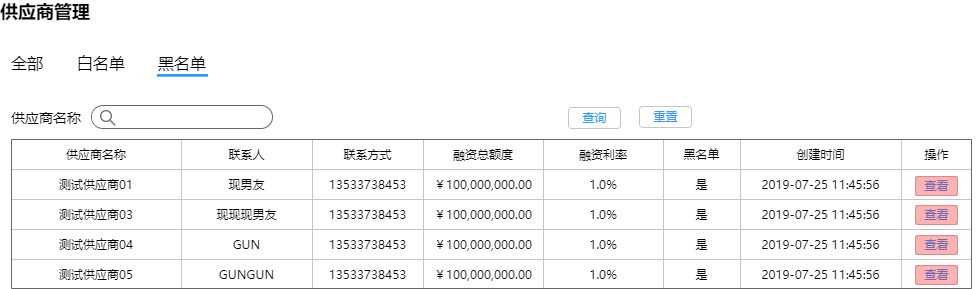 供应商管理
全部 白名单 黑名单
供应商名称 查询 重置
供应商名称 联系人 联系方式 融资总额度 融资利率 黑名单 创建时间 操作
测试供应商01 现男友 13533738453 ￥100,000,000.00 1.0% 是 2019-07-25 11:45:56 查看
测试供应商03 现现现男友 13533738453 ￥100,000,000.00 1.0% 是 2019-07-25 11:45:56 查看
测试供应商04 GUN 13533738453 ￥100,000,000.00 1.0% 是 2019-07-25 11:45:56 查看
测试供应商05 GUNGUN 13533738453 ￥100,000,000.00 1.0% 是 2019-07-25 11:45:56 查看